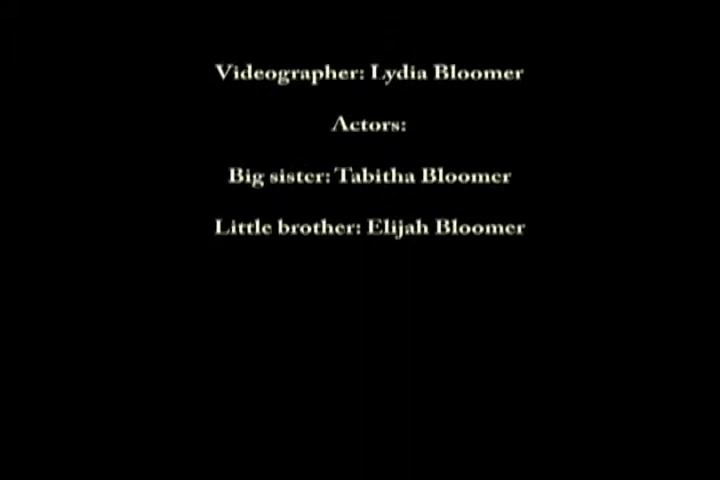 Videographer: Lydia Bloomer
Actors:
Big sister: Tabitha Bloomer
Little brother: Elijah Bloomer